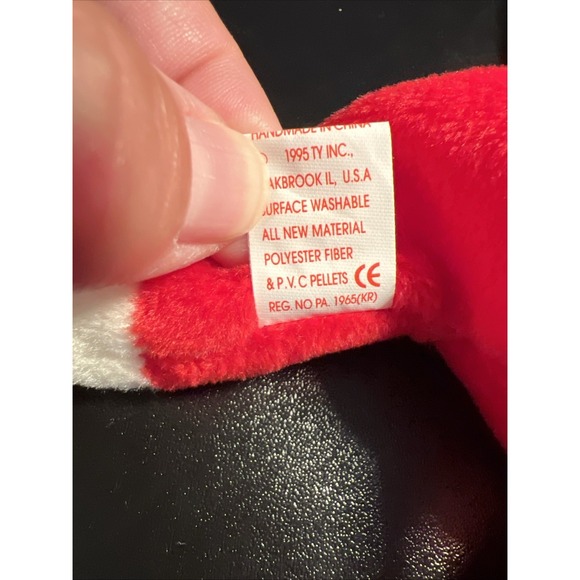 HANDMADE IN CHINA
1995 TY INC.,
AKBROOK IL, U.S.A
SURFACE WASHABLE
ALL NEW MATERIAL
POLYESTER FIBER
& P.V.C PELLETS CE
REG. NO PA. 1965(KR)